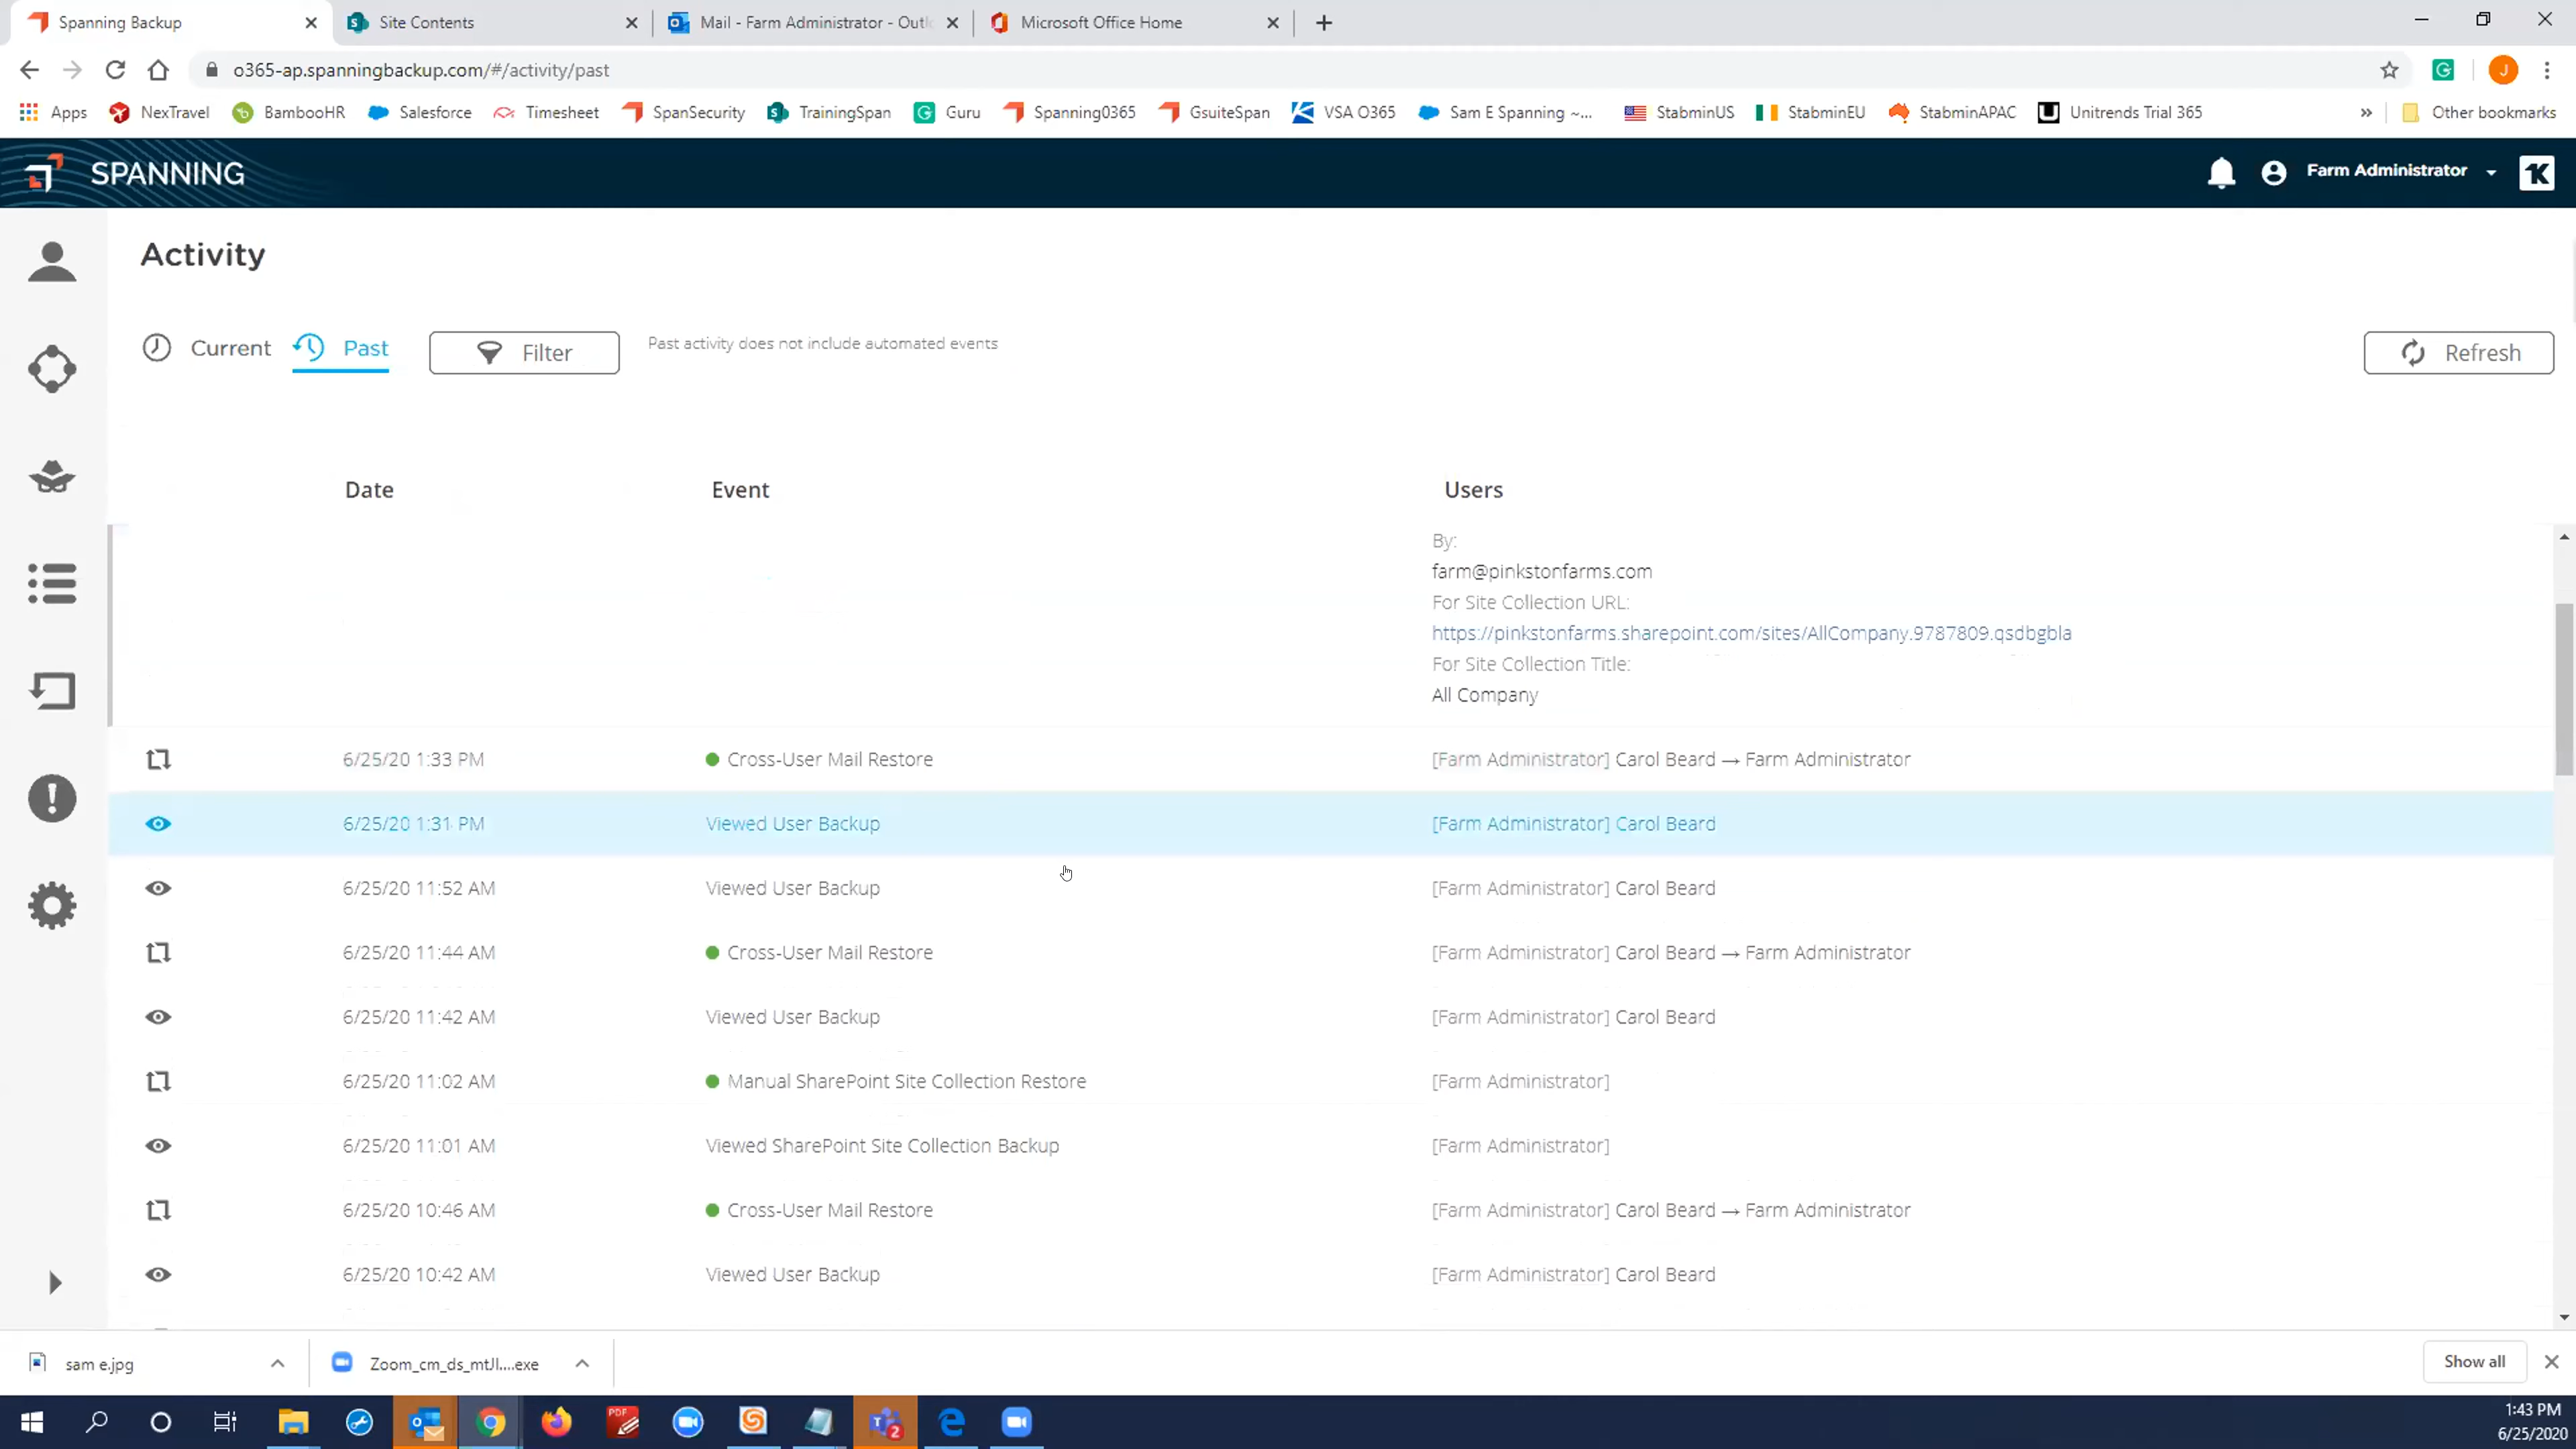 Spanning Backup
Site Contents
Mail - Farm Administrator - Outl
Microsoft Office Home
o365-ap.spanningbackup.com/#/activity/past
J
Apps
NexTravel
BambooHR
Salesforce
Timesheet
SpanSecurity
TrainingSpan
Guru
Spanning0365
GsuiteSpan
VSA O365
Sam E Spanning ~...
StabminUS
StabminEU
StabminAPAC
Unitrends Trial 365
»
Other bookmarks
SPANNING
Farm Administrator
Activity
Current
Past
Filter
Past activity does not include automated events
Refresh
Date Event Users
By:
farm@pinkstonfarms.com
For Site Collection URL:
https://pinkstonfarms.sharepoint.com/sites/AllCompany.9787809.qsdbgbla
For Site Collection Title:
All Company
6/25/20 1:33 PM Cross-User Mail Restore [Farm Administrator] Carol Beard → Farm Administrator
6/25/20 1:31 PM Viewed User Backup [Farm Administrator] Carol Beard
6/25/20 11:52 AM Viewed User Backup [Farm Administrator] Carol Beard
6/25/20 11:44 AM Cross-User Mail Restore [Farm Administrator] Carol Beard → Farm Administrator
6/25/20 11:42 AM Viewed User Backup [Farm Administrator] Carol Beard
6/25/20 11:02 AM Manual SharePoint Site Collection Restore [Farm Administrator]
6/25/20 11:01 AM Viewed SharePoint Site Collection Backup [Farm Administrator]
6/25/20 10:46 AM Cross-User Mail Restore [Farm Administrator] Carol Beard → Farm Administrator
6/25/20 10:42 AM Viewed User Backup [Farm Administrator] Carol Beard
sam e.jpg
Zoom_cm_ds_mtJl....exe
Show all
PDF
2
1:43 PM
6/25/2020